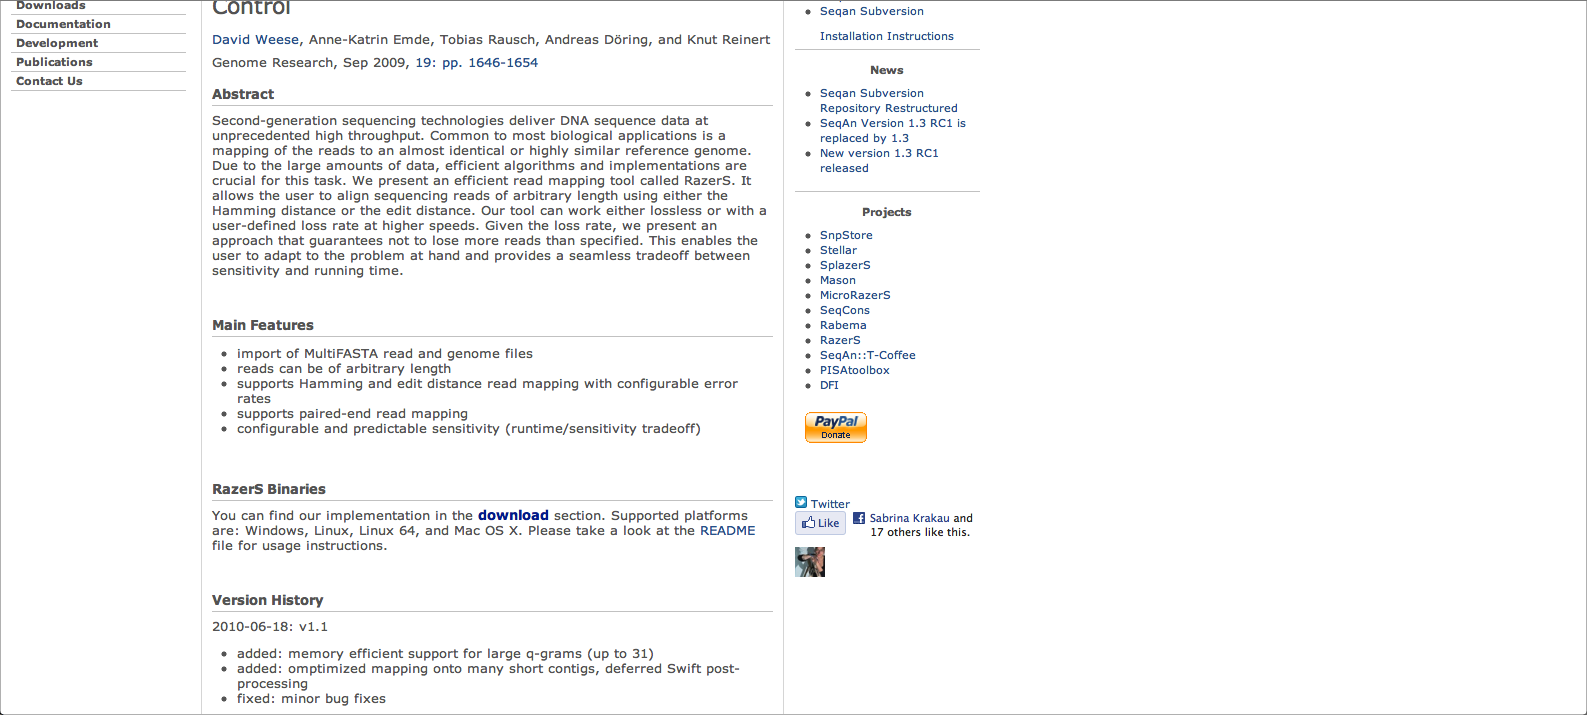 Downloads
Documentation
Development
Publications
Contact Us
Control
David Weese, Anne-Katrin Emde, Tobias Rausch, Andreas Döring, and Knut Reinert
Genome Research, Sep 2009, 19: pp. 1646-1654
Abstract
Second-generation sequencing technologies deliver DNA sequence data at
unprecedented high throughput. Common to most biological applications is a
mapping of the reads to an almost identical or highly similar reference genome.
Due to the large amounts of data, efficient algorithms and implementations are
crucial for this task. We present an efficient read mapping tool called RazerS. It
allows the user to align sequencing reads of arbitrary length using either the
Hamming distance or the edit distance. Our tool can work either lossless or with a
user-defined loss rate at higher speeds. Given the loss rate, we present an
approach that guarantees not to lose more reads than specified. This enables the
user to adapt to the problem at hand and provides a seamless tradeoff between
sensitivity and running time.
Main Features
import of MultiFASTA read and genome files
reads can be of arbitrary length
supports Hamming and edit distance read mapping with configurable error
rates
supports paired-end read mapping
configurable and predictable sensitivity (runtime/sensitivity tradeoff)
RazerS Binaries
You can find our implementation in the download section. Supported platforms
are: Windows, Linux, Linux 64, and Mac OS X. Please take a look at the README
file for usage instructions.
Version History
2010-06-18: v1.1
added: memory efficient support for large q-grams (up to 31)
added: omptimized mapping onto many short contigs, deferred Swift post-
processing
fixed: minor bug fixes
Seqan Subversion
Installation Instructions
News
Seqan Subversion
Repository Restructured
SeqAn Version 1.3 RC1 is
replaced by 1.3
New version 1.3 RC1
released
Projects
SnpStore
Stellar
SplazerS
Mason
MicroRazerS
SeqCons
Rabema
RazerS
SeqAn::T-Coffee
PISAtoolbox
DFI
PayPal
Donate
Twitter
Like
Sabrina Krakau and
17 others like this.